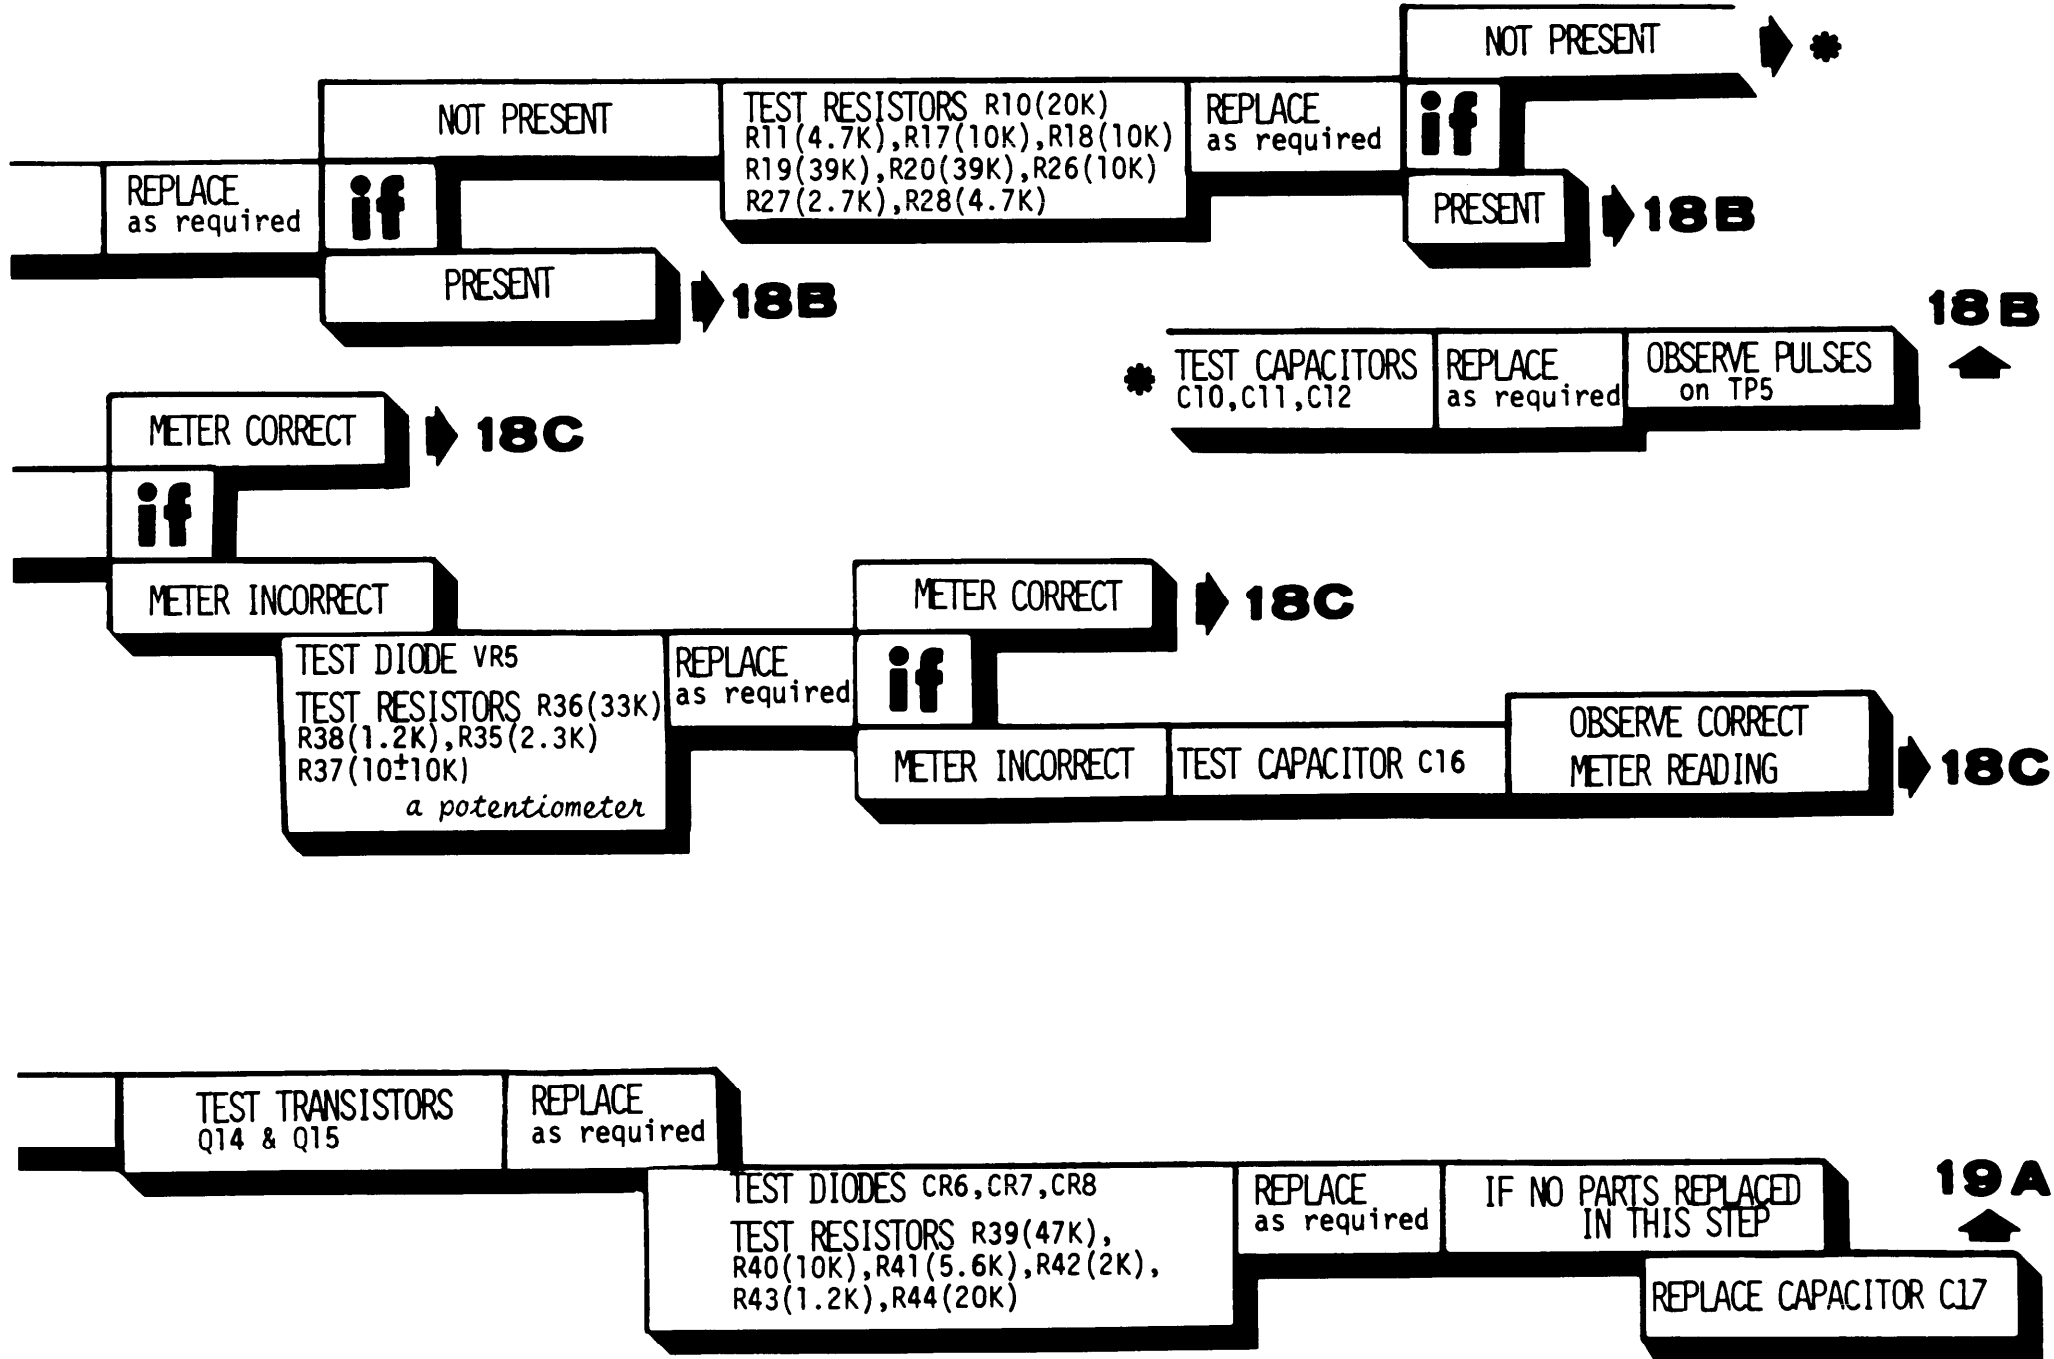 NOT PRESENT
*
NOT PRESENT
TEST RESISTORS R10(20K)
R11(4.7K),R17(10K),R18(10K)
R19(39K),R20(39K),R26(10K)
R27(2.7K),R28(4.7K)
REPLACE
as required
if
PRESENT
18B
REPLACE
as required
if
PRESENT
18B
18B
*
TEST CAPACITORS
C10,C11,C12
REPLACE
as required
OBSERVE PULSES
on TP5
METER CORRECT
18C
if
METER INCORRECT
TEST DIODE VR5
TEST RESISTORS R36(33K)
R38(1.2K),R35(2.3K)
R37(10±10K)
a potentiometer
REPLACE
as required
METER CORRECT
18C
if
METER INCORRECT
TEST CAPACITOR C16
OBSERVE CORRECT
METER READING
18C
TEST TRANSISTORS
Q14 & Q15
REPLACE
as required
TEST DIODES CR6,CR7,CR8
TEST RESISTORS R39(47K),
R40(10K),R41(5.6K),R42(2K),
R43(1.2K),R44(20K)
REPLACE
as required
IF NO PARTS REPLACED
IN THIS STEP
19A
REPLACE CAPACITOR C17